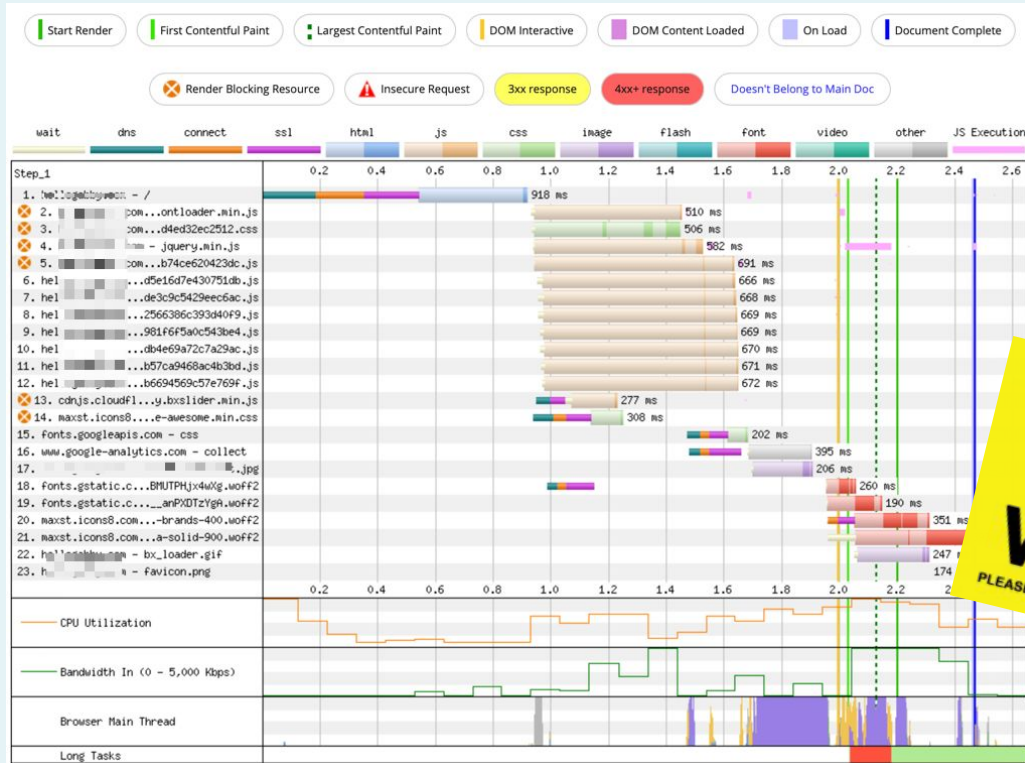 Start Render First Contentful Paint Largest Contentful Paint DOM Interactive DOM Content Loaded On Load Document Complete
Render Blocking Resource Insecure Request 3xx response 4xx+ response Doesn't Belong to Main Doc
wait dns connect ssl html js css image flash font video other JS Execution
Step_1 0.2 0.4 0.6 0.8 1.0 1.2 1.4 1.6 1.8 2.0 2.2 2.4 2.6
1. - / 918 ms
2. com...ontloader.min.js 510 ms
3. com...d4ed32ec2512.css 506 ms
4. - jquery.min.js 582 ms
5. com...b74ce620423dc.js 691 ms
6. hel ...d5e16d7e430751db.js 666 ms
7. hel ...de3c9c5429eec6ac.js 668 ms
8. hel ...2566386c393d40f9.js 669 ms
9. hel ...981f6f5a0c543be4.js 669 ms
10. hel ...db4e69a72c7a29ac.js 670 ms
11. hel ...b57ca9468ac4b3bd.js 671 ms
12. hel ...b6694569c57e769f.js 672 ms
13. cdnjs.cloudfl...y.bxslider.min.js 277 ms
14. maxst.icons8....e-awesome.min.css 308 ms
15. fonts.googleapis.com - css 202 ms
16. www.google-analytics.com - collect 395 ms
17. .jpg 206 ms
18. fonts.gstatic.c...BMUTPHjx4wXg.woff2 260 ms
19. fonts.gstatic.c...__anPXDTzYgA.woff2 190 ms
20. maxst.icons8.com...-brands-400.woff2 351 ms
21. maxst.icons8.com...a-solid-900.woff2
22. - bx_loader.gif 247
23. h - favicon.png 174
0.2 0.4 0.6 0.8 1.0 1.2 1.4 1.6 1.8 2.0 2.2
CPU Utilization
Bandwidth In (0 - 5,000 Kbps)
Browser Main Thread
Long Tasks
PLEASE